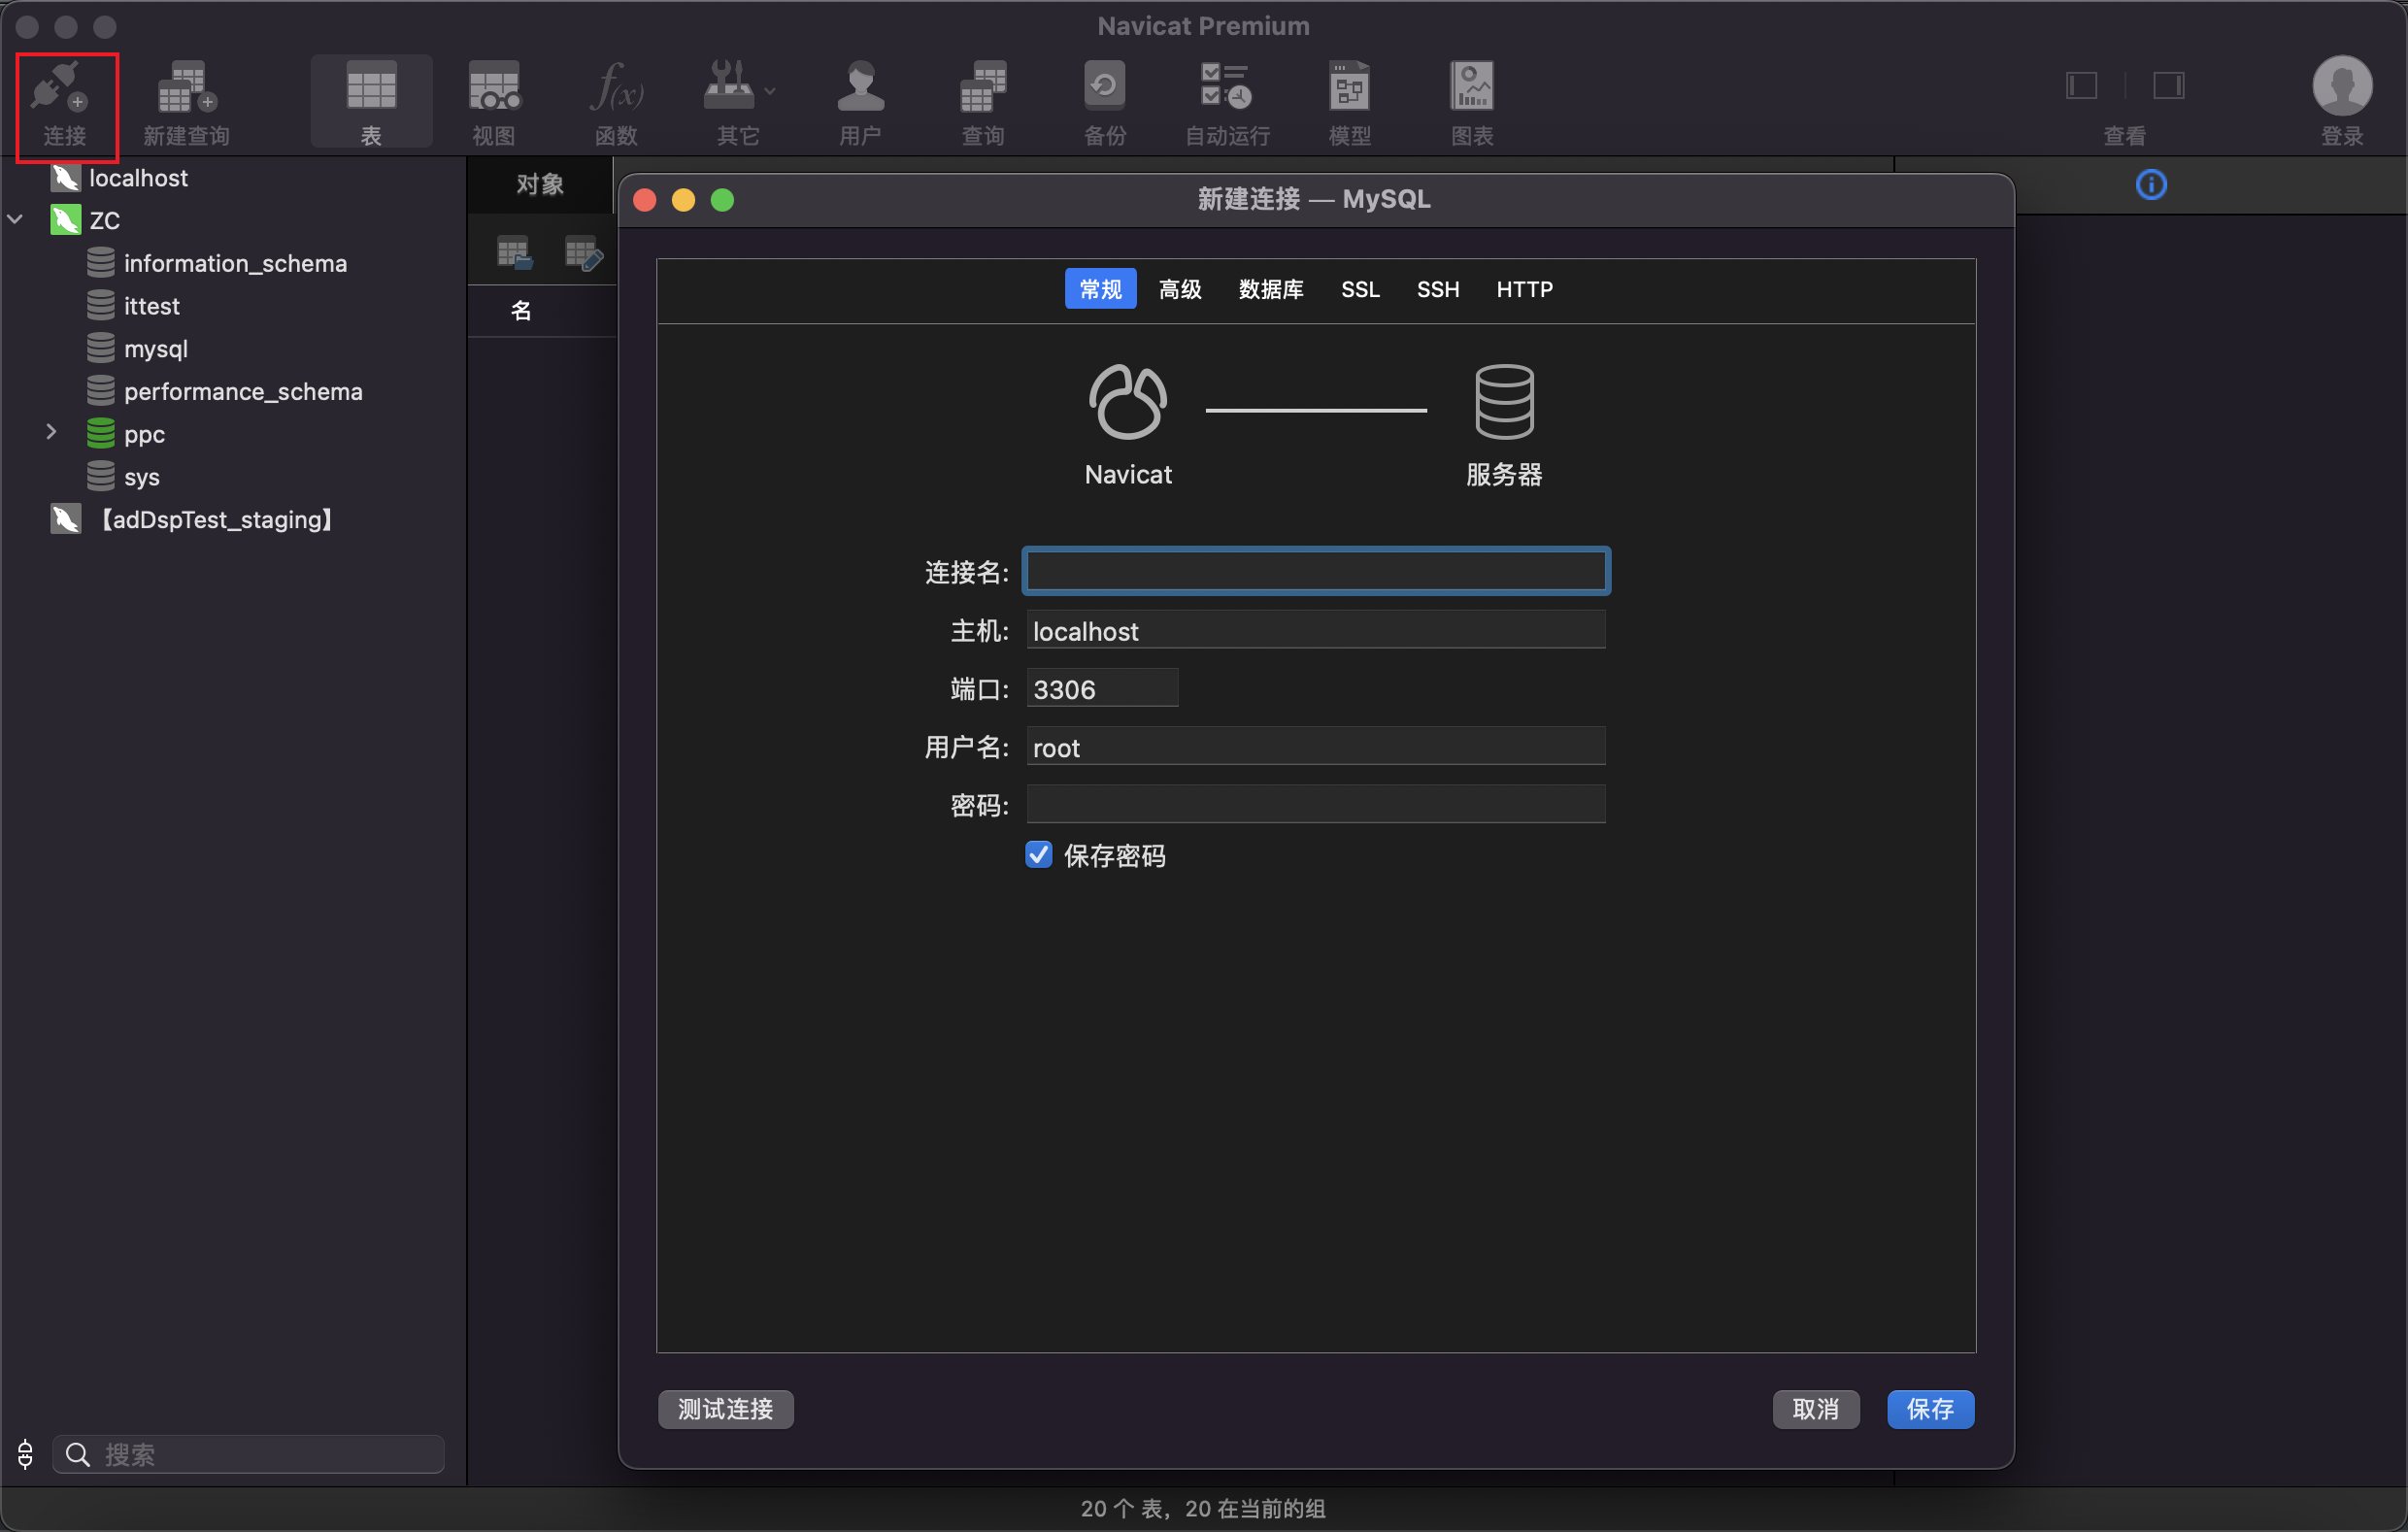 Navicat Premium
连接
新建查询
表
视图
函数
其它
用户
查询
备份
自动运行
模型
图表
查看
登录
localhost
ZC
information_schema
ittest
mysql
performance_schema
ppc
sys
【adDspTest_staging】
搜索
对象
名
新建连接 — MySQL
常规 高级 数据库 SSL SSH HTTP
Navicat
服务器
连接名:
主机: localhost
端口: 3306
用户名: root
密码:
保存密码
测试连接
取消
保存
20 个 表，20 在当前的组